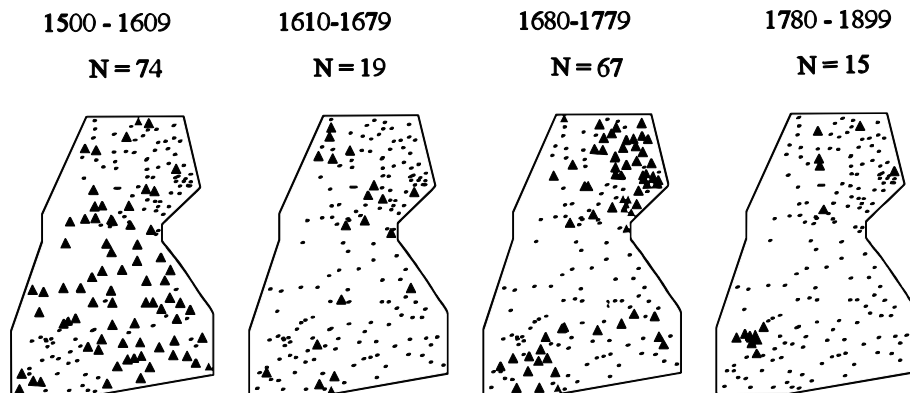 1500 - 1609 1610-1679 1680-1779 1780 - 1899
N = 74 N = 19 N = 67 N = 15